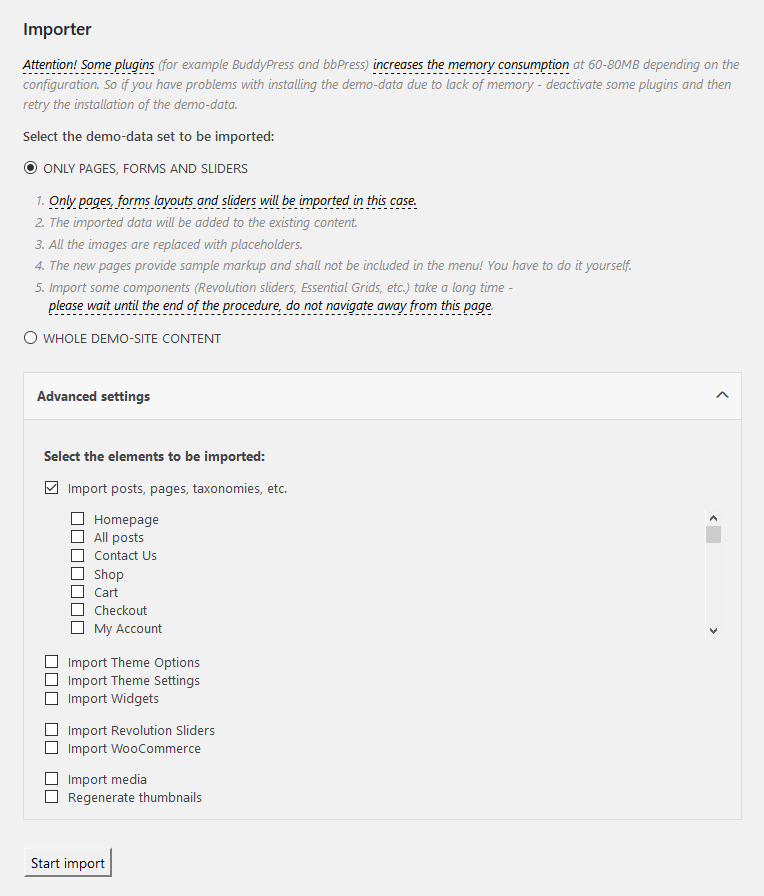 Importer
Attention! Some plugins (for example BuddyPress and bbPress) increases the memory consumption at 60-80MB depending on the
configuration. So if you have problems with installing the demo-data due to lack of memory - deactivate some plugins and then
retry the installation of the demo-data.
Select the demo-data set to be imported:
ONLY PAGES, FORMS AND SLIDERS
1. Only pages, forms layouts and sliders will be imported in this case.
2. The imported data will be added to the existing content.
3. All the images are replaced with placeholders.
4. The new pages provide sample markup and shall not be included in the menu! You have to do it yourself.
5. Import some components (Revolution sliders, Essential Grids, etc.) take a long time -
please wait until the end of the procedure, do not navigate away from this page.
WHOLE DEMO-SITE CONTENT
Advanced settings
Select the elements to be imported:
Import posts, pages, taxonomies, etc.
Homepage
All posts
Contact Us
Shop
Cart
Checkout
My Account
Import Theme Options
Import Theme Settings
Import Widgets
Import Revolution Sliders
Import WooCommerce
Import media
Regenerate thumbnails
Start import